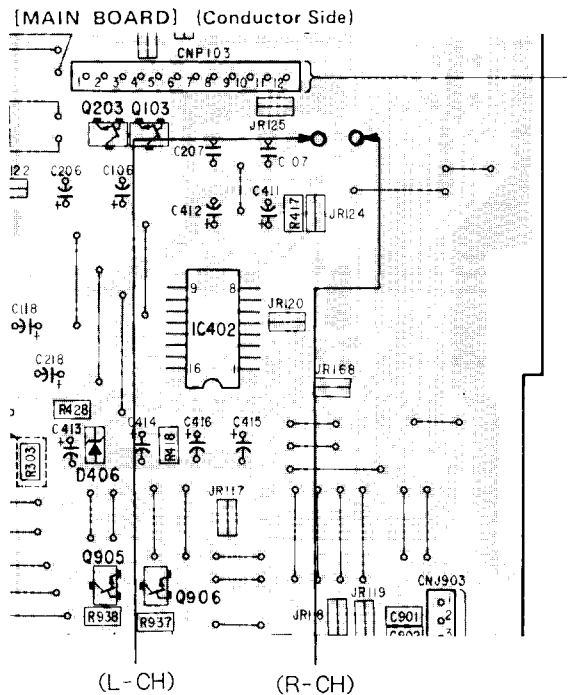 [MAIN BOARD] (Conductor Side)
CNP103
1 2 3 4 5 6 7 8 9 10 11 12
Q203 Q103
JR125
C207
C206 C106
C411
C412 R417 JR124
9 8
IC402
JR120
16 1
C118
C218
JR168
R428
C413 C414 R418 C416 C415
R303
D406
JR117
Q905
Q906
CNJ903
JR119
JR118
R938 R937 C901
1
2
3
(L-CH) (R-CH)